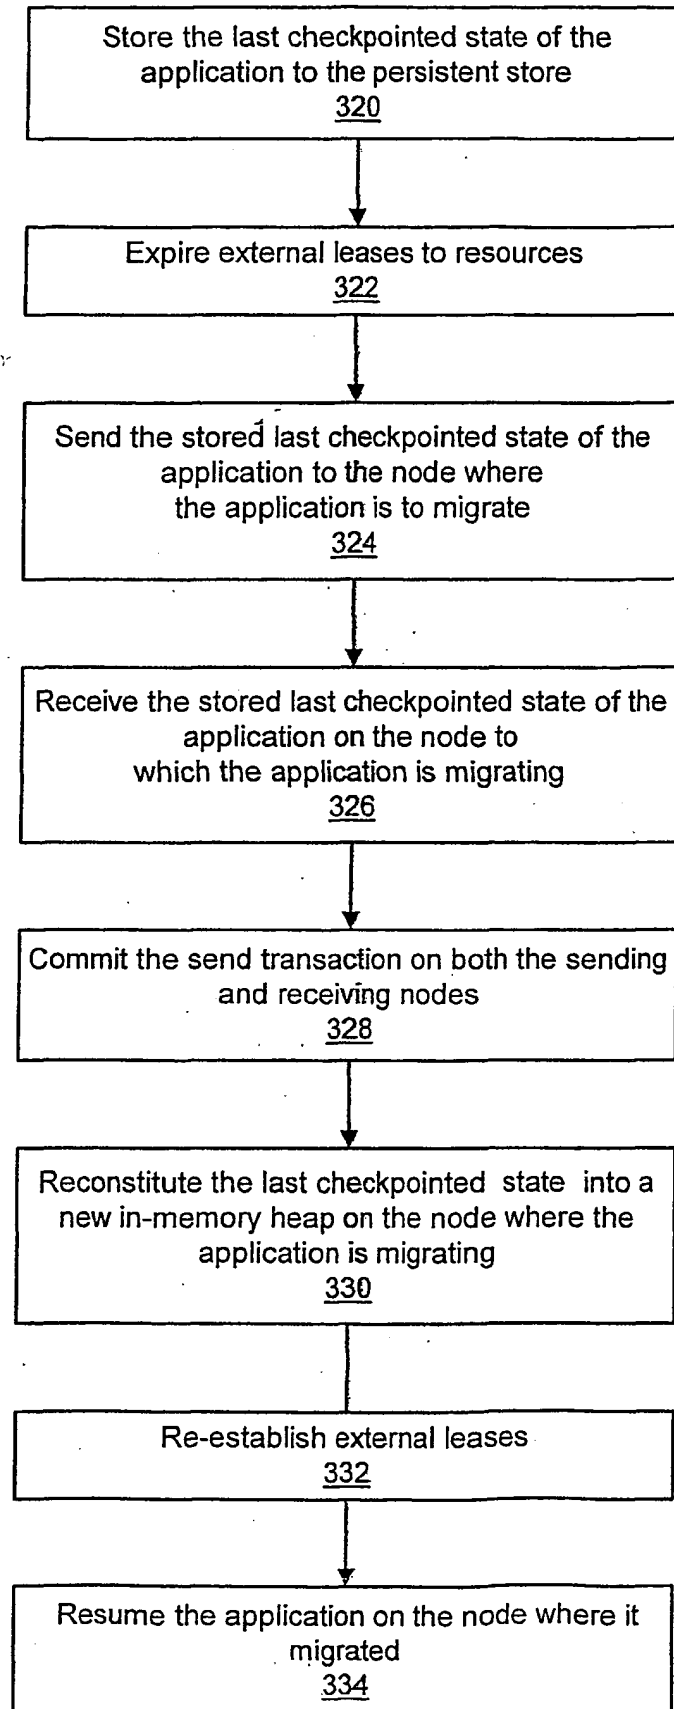 Store the last checkpointed state of the
application to the persistent store
320
Expire external leases to resources
322
Send the stored last checkpointed state of the
application to the node where
the application is to migrate
324
Receive the stored last checkpointed state of the
application on the node to
which the application is migrating
326
Commit the send transaction on both the sending
and receiving nodes
328
Reconstitute the last checkpointed state into a
new in-memory heap on the node where the
application is migrating
330
Re-establish external leases
332
Resume the application on the node where it
migrated
334